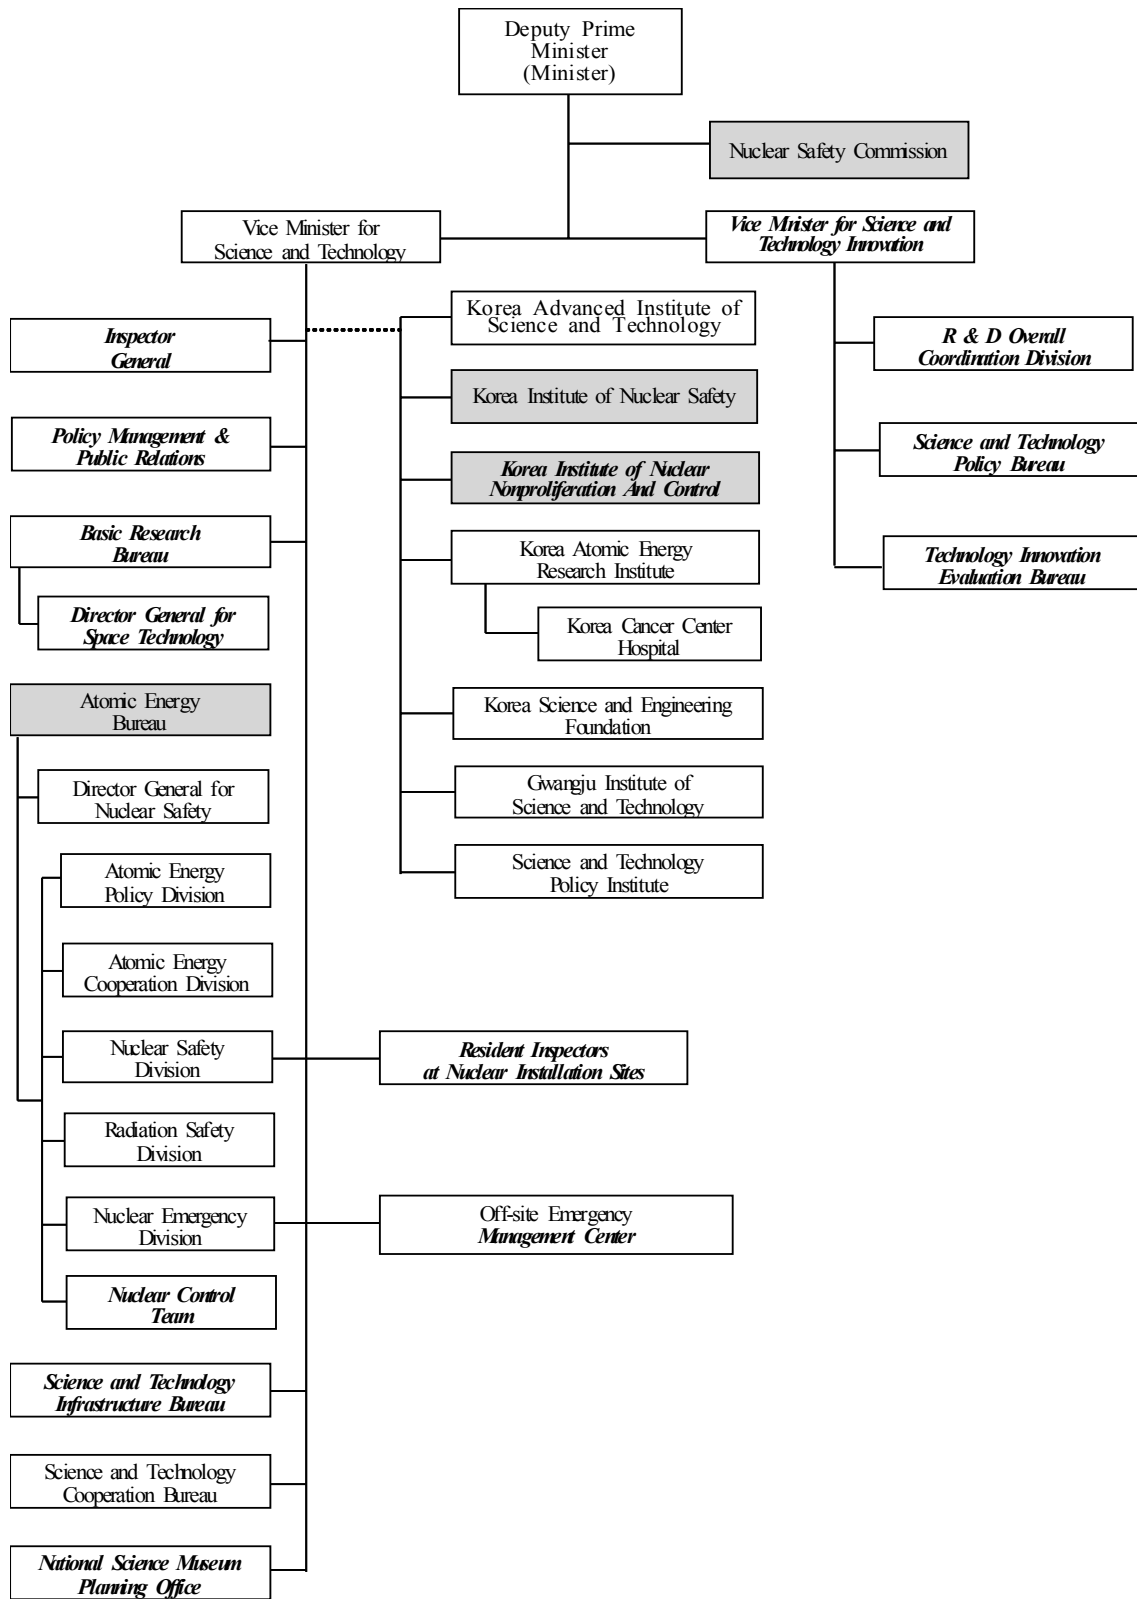 Deputy Prime
Minister
(Minister)
Nuclear Safety Commission
Vice Minister for
Science and Technology
Vice Minister for Science and
Technology Innovation
Inspector
General
Policy Management &
Public Relations
Basic Research
Bureau
Director General for
Space Technology
Atomic Energy
Bureau
Director General for
Nuclear Safety
Atomic Energy
Policy Division
Atomic Energy
Cooperation Division
Nuclear Safety
Division
Radiation Safety
Division
Nuclear Emergency
Division
Nuclear Control
Team
Science and Technology
Infrastructure Bureau
Science and Technology
Cooperation Bureau
National Science Museum
Planning Office
Korea Advanced Institute of
Science and Technology
Korea Institute of Nuclear Safety
Korea Institute of Nuclear
Nonproliferation And Control
Korea Atomic Energy
Research Institute
Korea Cancer Center
Hospital
Korea Science and Engineering
Foundation
Gwangju Institute of
Science and Technology
Science and Technology
Policy Institute
Resident Inspectors
at Nuclear Installation Sites
Off-site Emergency
Management Center
R & D Overall
Coordination Division
Science and Technology
Policy Bureau
Technology Innovation
Evaluation Bureau